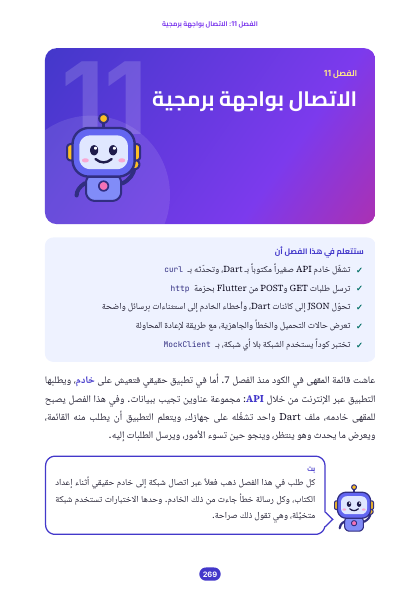 الفصل 11: الاتصال بواجهة برمجية
11
الفصل 11
الاتصال بواجهة برمجية
ستتعلم في هذا الفصل أن
✓ تشغّل خادم API صغيراً مكتوباً بـ Dart، وتحدّثه بـ curl
✓ ترسل طلبات GET وPOST من Flutter بحزمة http
✓ تحوّل JSON إلى كائنات Dart، وأخطاء الخادم إلى استثناءات برسائل واضحة
✓ تعرض حالات التحميل والخطأ والجاهزية، مع طريقة لإعادة المحاولة
✓ تختبر كوداً يستخدم الشبكة بلا أي شبكة، بـ MockClient
عاشت قائمة المقهى في الكود منذ الفصل 7. أما في تطبيق حقيقي فتعيش على خادم، ويطلبها
التطبيق عبر الإنترنت من خلال API: مجموعة عناوين تجيب ببيانات. وفي هذا الفصل يصبح
للمقهى خادمه، ملف Dart واحد تشغّله على جهازك، ويتعلم التطبيق أن يطلب منه القائمة،
ويعرض ما يحدث وهو ينتظر، وينجو حين تسوء الأمور، ويرسل الطلبات إليه.
بت
كل طلب في هذا الفصل ذهب فعلاً عبر اتصال شبكة إلى خادم حقيقي أثناء إعداد
الكتاب، وكل رسالة خطأ جاءت من ذلك الخادم. وحدها الاختبارات تستخدم شبكة
متخيَّلة، وهي تقول ذلك صراحة.
269